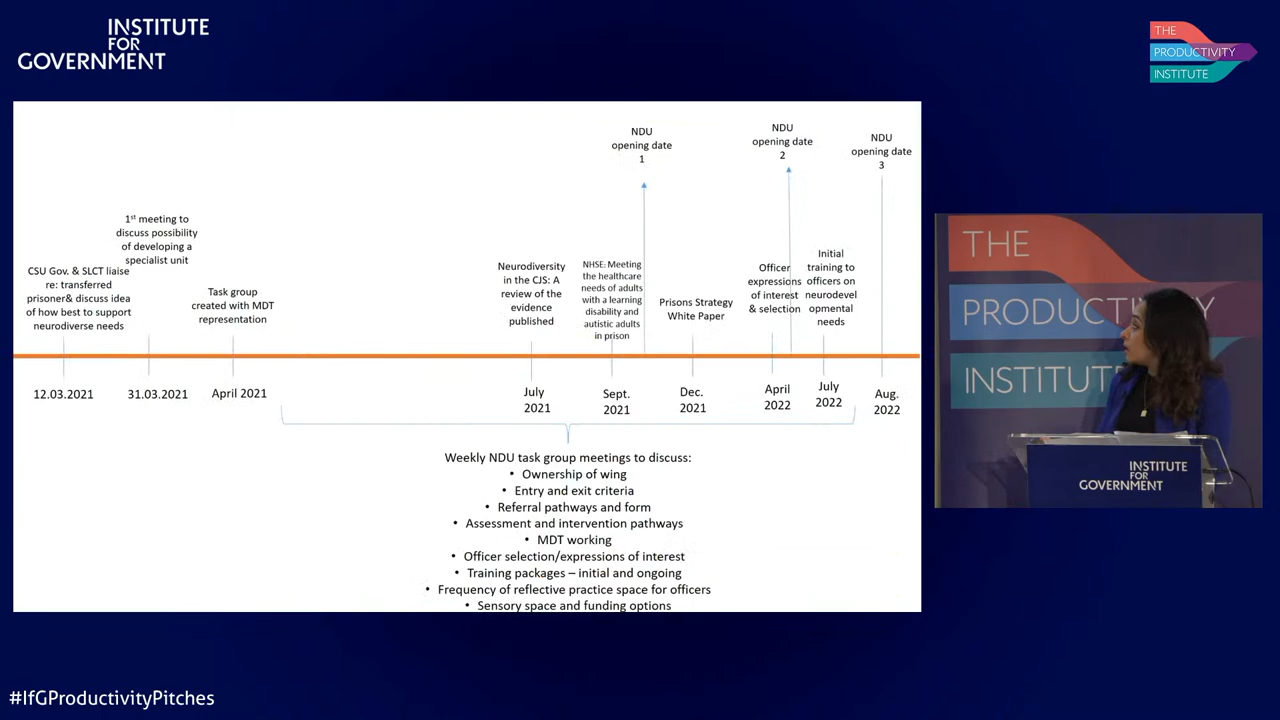 INSTITUTE
FOR
GOVERNMENT
THE
PRODUCTIVITY
INSTITUTE
NDU
opening date
1
NDU
opening date
2
NDU
opening date
3
1st meeting to
discuss possibility
of developing a
specialist unit
CSU Gov. & SLCT liaise
re: transferred
prisoner& discuss idea
of how best to support
neurodiverse needs
Task group
created with MDT
representation
Neurodiversity
in the CJS: A
review of the
evidence
published
NHSE: Meeting
the healthcare
needs of adults
with a learning
disability and
autistic adults
in prison
Prisons Strategy
White Paper
Officer
expressions
of interest
& selection
Initial
training to
officers on
neurodevel
opmental
needs
12.03.2021
31.03.2021
April 2021
July
2021
Sept.
2021
Dec.
2021
April
2022
July
2022
Aug.
2022
Weekly NDU task group meetings to discuss:
• Ownership of wing
• Entry and exit criteria
• Referral pathways and form
• Assessment and intervention pathways
• MDT working
• Officer selection/expressions of interest
• Training packages – initial and ongoing
• Frequency of reflective practice space for officers
• Sensory space and funding options
THE
PRODUCTIVITY
INSTITUTE
INSTITUTE
FOR
GOVERNMENT
#IfGProductivityPitches